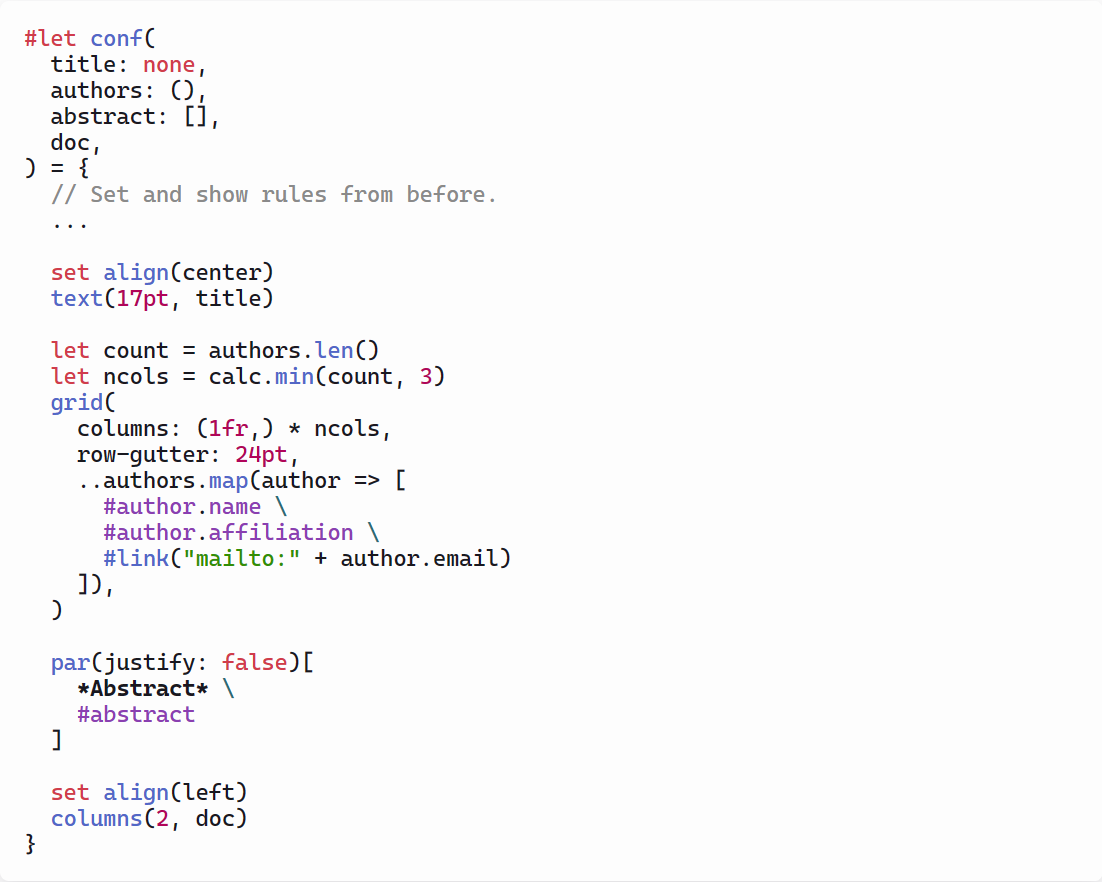 #let conf(
  title: none,
  authors: (),
  abstract: [],
  doc,
) = {
  // Set and show rules from before.
  ...

  set align(center)
  text(17pt, title)

  let count = authors.len()
  let ncols = calc.min(count, 3)
  grid(
    columns: (1fr,) * ncols,
    row-gutter: 24pt,
    ..authors.map(author => [
      #author.name \
      #author.affiliation \
      #link("mailto:" + author.email)
    ]),
  )

  par(justify: false)[
    *Abstract* \
    #abstract
  ]

  set align(left)
  columns(2, doc)
}